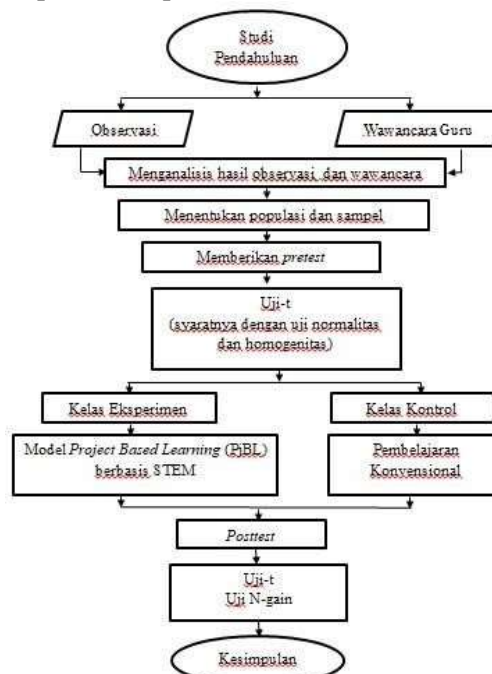 Studi
Pendahuluan
Observasi
Wawancara Guru
Menganalisis hasil observasi dan wawancara
Menentukan populasi dan sampel
Memberikan pretest
Uji-t
(syaratnya dengan uji normalitas
dan homogenitas)
Kelas Eksperimen
Kelas Kontrol
Model Project Based Learning (PjBL)
berbasis STEM
Pembelajaran
Konvensional
Posttest
Uji-t
Uji N-gain
Kesimpulan